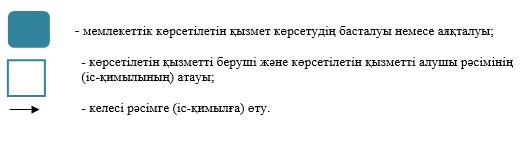 - мемлекеттік көрсетілетін қызмет көрсетудің басталуы немесе аяқталуы;
- көрсетілетін қызметті беруші және көрсетілетін қызметті алушы рәсімінің
(іс-қимылының) атауы;
- келесі рәсімге (іс-қимылға) өту.